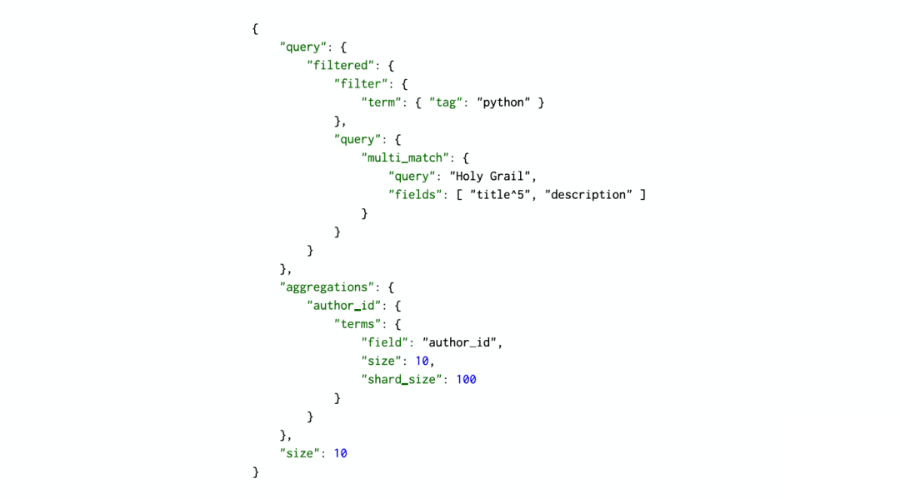 {
    "query": {
        "filtered": {
            "filter": {
                "term": { "tag": "python" }
            },
            "query": {
                "multi_match": {
                    "query": "Holy Grail",
                    "fields": [ "title^5", "description" ]
                }
            }
        }
    },
    "aggregations": {
        "author_id": {
            "terms": {
                "field": "author_id",
                "size": 10,
                "shard_size": 100
            }
        }
    },
    "size": 10
}